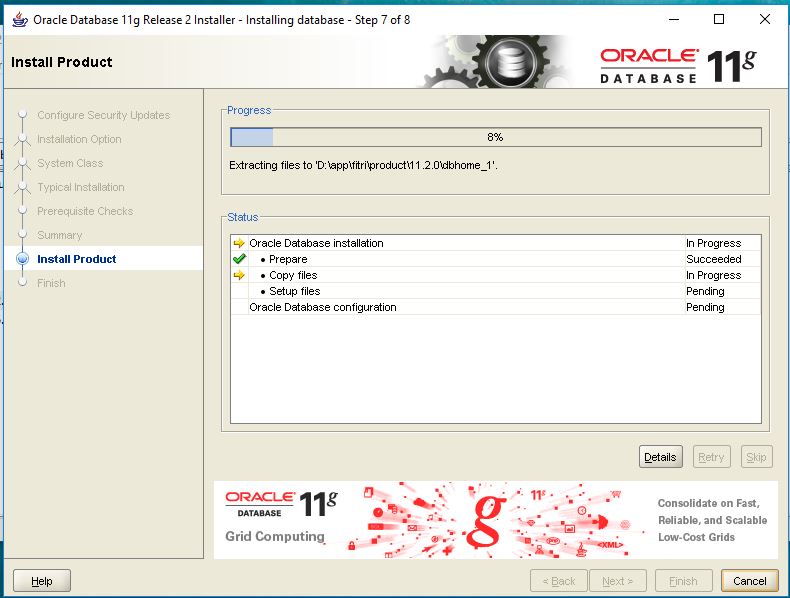 Oracle Database 11g Release 2 Installer - Installing database - Step 7 of 8
Install Product
ORACLE
DATABASE 11g
Configure Security Updates
Installation Option
System Class
Typical Installation
Prerequisite Checks
Summary
Install Product
Finish
Progress
8%
Extracting files to 'D:\app\fitri\product\11.2.0\dbhome_1'.
Status
Oracle Database installation In Progress
• Prepare Succeeded
• Copy files In Progress
• Setup files Pending
Oracle Database configuration Pending
Details Retry Skip
ORACLE
DATABASE 11g
Grid Computing
g
11g
php
<XML>
Consolidate on Fast,
Reliable, and Scalable
Low-Cost Grids
Help < Back Next > Finish Cancel